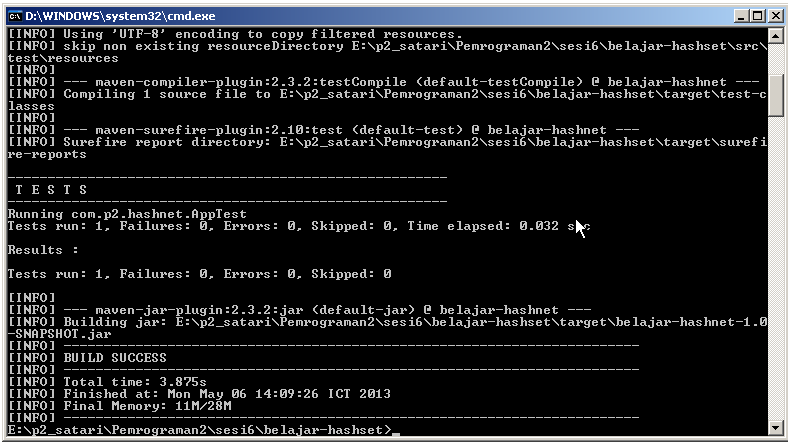 D:\WINDOWS\system32\cmd.exe
[INFO] Using 'UTF-8' encoding to copy filtered resources.
[INFO] skip non existing resourceDirectory E:\p2_satari\Pemrograman2\sesi6\belajar-hashset\src\
test\resources
[INFO]
[INFO] --- maven-compiler-plugin:2.3.2:testCompile (default-testCompile) @ belajar-hashnet ---
[INFO] Compiling 1 source file to E:\p2_satari\Pemrograman2\sesi6\belajar-hashset\target\test-c
lasses
[INFO]
[INFO] --- maven-surefire-plugin:2.10:test (default-test) @ belajar-hashnet ---
[INFO] Surefire report directory: E:\p2_satari\Pemrograman2\sesi6\belajar-hashset\target\surefi
re-reports
-------------------------------------------------------
T E S T S
-------------------------------------------------------
Running com.p2.hashnet.AppTest
Tests run: 1, Failures: 0, Errors: 0, Skipped: 0, Time elapsed: 0.032 sec
Results :
Tests run: 1, Failures: 0, Errors: 0, Skipped: 0
[INFO]
[INFO] --- maven-jar-plugin:2.3.2:jar (default-jar) @ belajar-hashnet ---
[INFO] Building jar: E:\p2_satari\Pemrograman2\sesi6\belajar-hashset\target\belajar-hashnet-1.0
-SNAPSHOT.jar
[INFO] ------------------------------------------------------------------------
[INFO] BUILD SUCCESS
[INFO] ------------------------------------------------------------------------
[INFO] Total time: 3.875s
[INFO] Finished at: Mon May 06 14:09:26 ICT 2013
[INFO] Final Memory: 11M/28M
[INFO] ------------------------------------------------------------------------
E:\p2_satari\Pemrograman2\sesi6\belajar-hashset>_